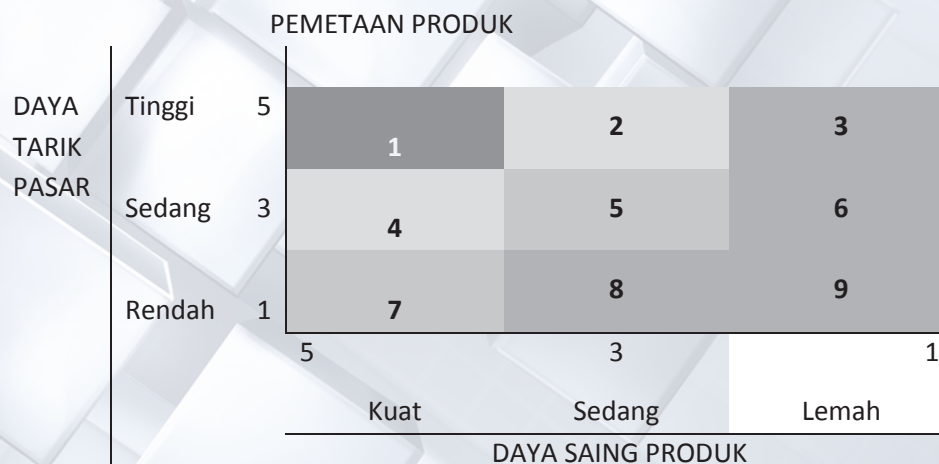 PEMETAAN PRODUK
DAYA TARIK PASAR
Tinggi 5
1 2 3
Sedang 3
4 5 6
Rendah 1
7 8 9
5 3 1
Kuat Sedang Lemah
DAYA SAING PRODUK